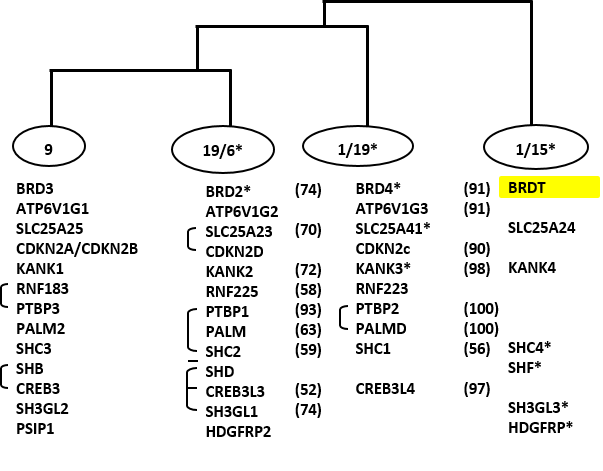 9 19/6* 1/19* 1/15*
BRD3 BRD2* (74) BRD4* (91) BRDT
ATP6V1G1 ATP6V1G2 ATP6V1G3 (91)
SLC25A25 SLC25A23 (70) SLC25A41* SLC25A24
CDKN2A/CDKN2B CDKN2D CDKN2c (90)
KANK1 KANK2 (72) KANK3* (98) KANK4
RNF183 RNF225 (58) RNF223
PTBP3 PTBP1 (93) PTBP2 (100)
PALM2 PALM (63) PALMD (100)
SHC3 SHC2 (59) SHC1 (56) SHC4*
SHB SHD SHF*
CREB3 CREB3L3 (52) CREB3L4 (97)
SH3GL2 SH3GL1 (74) SH3GL3*
PSIP1 HDGFRP2 HDGFRP*